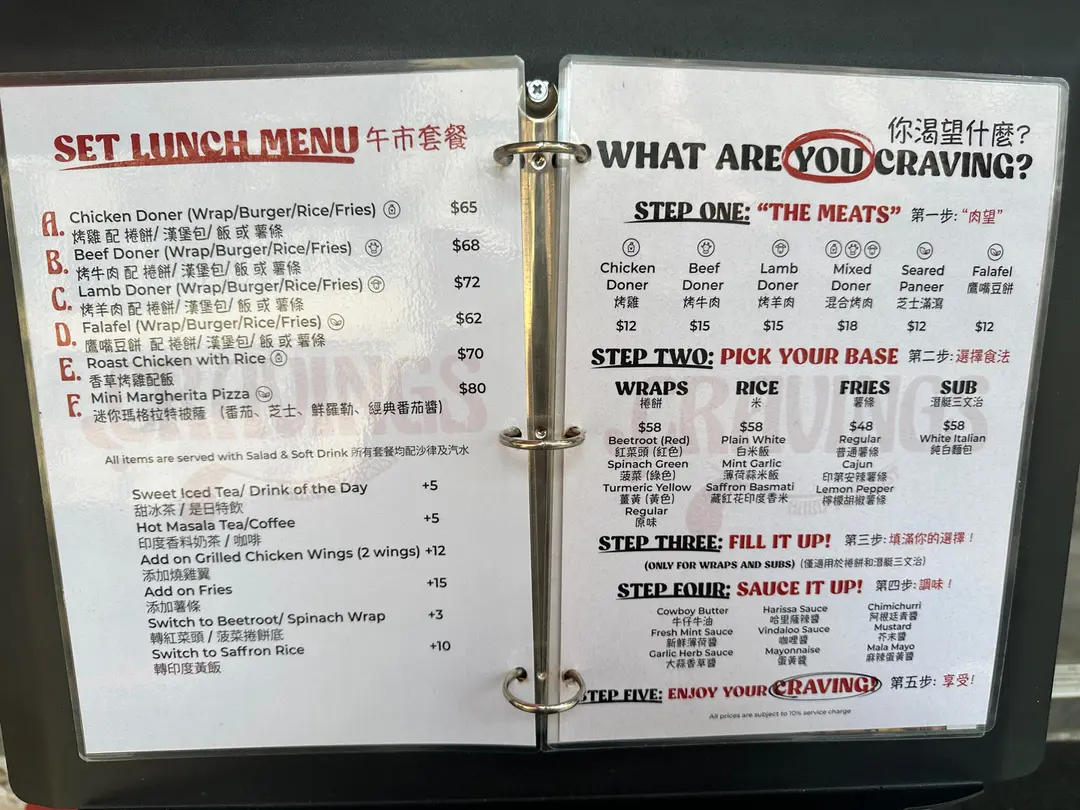 SET LUNCH MENU 午市套餐
A. Chicken Doner (Wrap/Burger/Rice/Fries) $65
烤雞 配 捲餅/ 漢堡包/ 飯 或 薯條
B. Beef Doner (Wrap/Burger/Rice/Fries) $68
烤牛肉 配 捲餅/ 漢堡包/ 飯 或 薯條
C. Lamb Doner (Wrap/Burger/Rice/Fries) $72
烤羊肉 配 捲餅/ 漢堡包/ 飯 或 薯條
D. Falafel (Wrap/Burger/Rice/Fries) $62
鷹嘴豆餅 配 捲餅/ 漢堡包/ 飯 或 薯條
E. Roast Chicken with Rice $70
香草烤雞配飯
F. Mini Margherita Pizza $80
迷你瑪格拉特披薩 (番茄、芝士、鮮羅勒、經典番茄醬)
All items are served with Salad & Soft Drink 所有套餐均配沙律及汽水
Sweet Iced Tea/ Drink of the Day +5
甜冰茶 / 是日特飲
Hot Masala Tea/Coffee +5
印度香料奶茶 / 咖啡
Add on Grilled Chicken Wings (2 wings) +12
添加燒雞翼
Add on Fries +15
添加薯條
Switch to Beetroot/ Spinach Wrap +3
轉紅菜頭 / 菠菜捲餅底
Switch to Saffron Rice +10
轉印度黃飯
你渴望什麼?
WHAT ARE YOU CRAVING?
STEP ONE: "THE MEATS" 第一步: "肉望"
Chicken Doner 烤雞 $12
Beef Doner 烤牛肉 $15
Lamb Doner 烤羊肉 $15
Mixed Doner 混合烤肉 $18
Seared Paneer 芝士滿瀉 $12
Falafel 鷹嘴豆餅 $12
STEP TWO: PICK YOUR BASE 第二步: 選擇食法
WRAPS
捲餅
$58
Beetroot (Red)
紅菜頭 (紅色)
Spinach Green
菠菜 (綠色)
Turmeric Yellow
薑黃 (黃色)
Regular
原味
RICE
米
$58
Plain White
白米飯
Mint Garlic
薄荷蒜米飯
Saffron Basmati
藏紅花印度香米
FRIES
薯條
$48
Regular
普通薯條
Cajun
印第安辣薯條
Lemon Pepper
檸檬胡椒薯條
SUB
潛艇三文治
$58
White Italian
純白麵包
STEP THREE: FILL IT UP! 第三步: 填滿你的選擇！
(ONLY FOR WRAPS AND SUBS) (僅適用於捲餅和潛艇三文治)
STEP FOUR: SAUCE IT UP! 第四步: 調味！
Cowboy Butter
牛仔牛油
Fresh Mint Sauce
新鮮薄荷醬
Garlic Herb Sauce
大蒜香草醬
Harissa Sauce
哈里薩辣醬
Vindaloo Sauce
咖哩醬
Mayonnaise
蛋黃醬
Chimichurri
阿根廷青醬
Mustard
芥末醬
Mala Mayo
麻辣蛋黃醬
STEP FIVE: ENJOY YOUR CRAVING! 第五步: 享受!
All prices are subject to 10% service charge